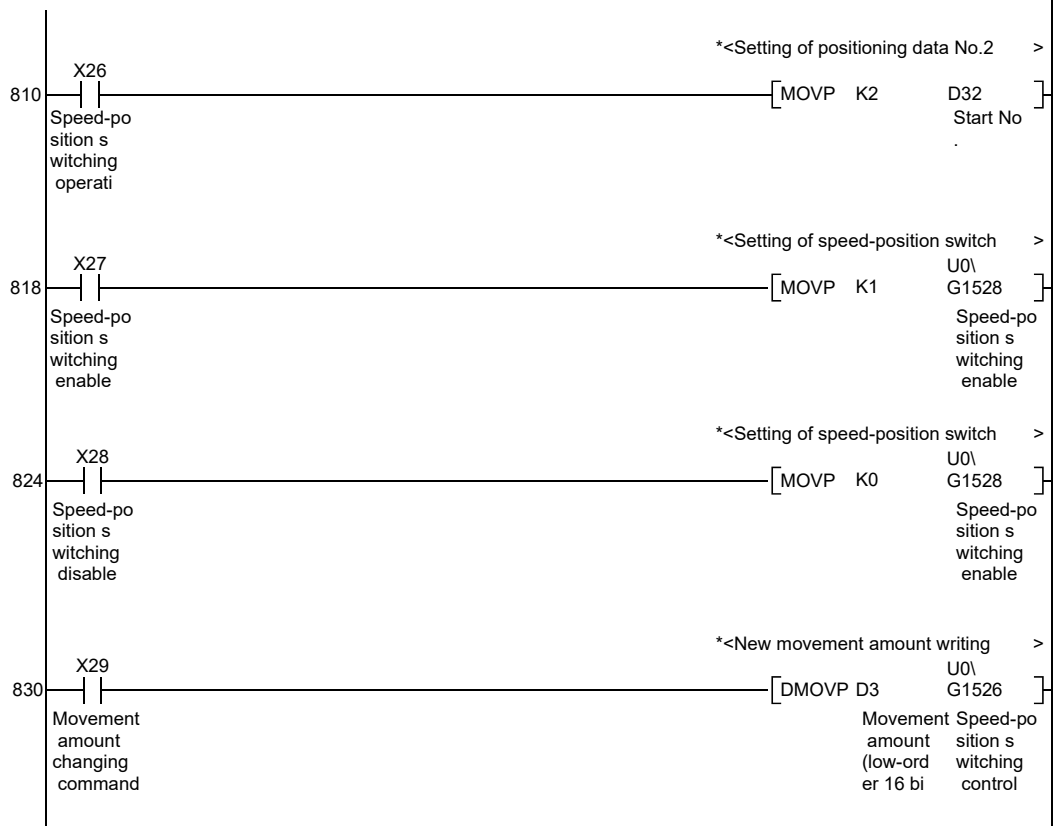 *<Setting of positioning data No.2 >
X26
810 MOVP K2 D32
Speed-po Start No
sition s .
witching
operati
*<Setting of speed-position switch >
X27 U0\
818 MOVP K1 G1528
Speed-po Speed-po
sition s sition s
witching witching
enable enable
*<Setting of speed-position switch >
X28 U0\
824 MOVP K0 G1528
Speed-po Speed-po
sition s sition s
witching witching
disable enable
*<New movement amount writing >
X29 U0\
830 DMOVP D3 G1526
Movement Movement Speed-po
amount amount sition s
changing (low-ord witching
command er 16 bi control